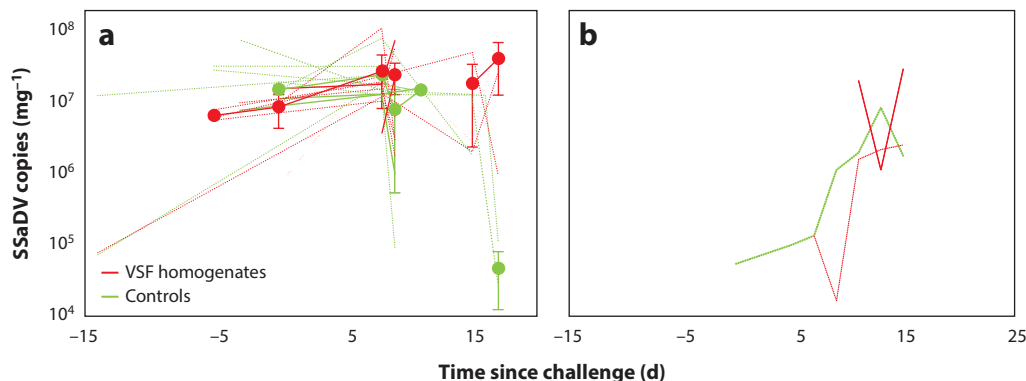 a
b
SSaDV copies (mg⁻¹)
10⁸
10⁷
10⁶
10⁵
10⁴
VSF homogenates
Controls
−15 −5 5 15
−15 −5 5 15 25
Time since challenge (d)